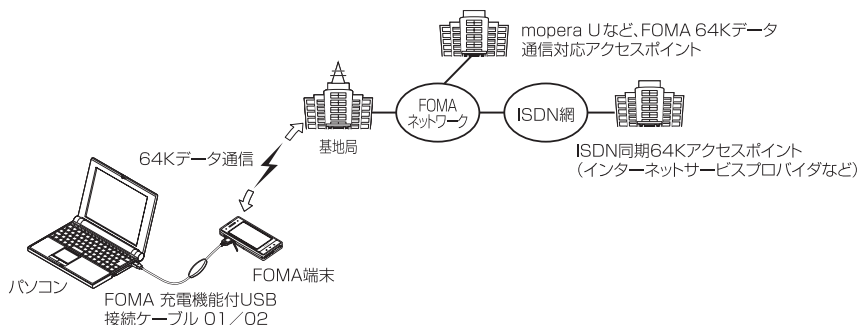 mopera Uなど、FOMA 64Kデータ
通信対応アクセスポイント
FOMA
ネットワーク
ISDN網
基地局
64Kデータ通信
ISDN同期64Kアクセスポイント
（インターネットサービスプロバイダなど）
FOMA端末
パソコン
FOMA 充電機能付USB
接続ケーブル 01／02